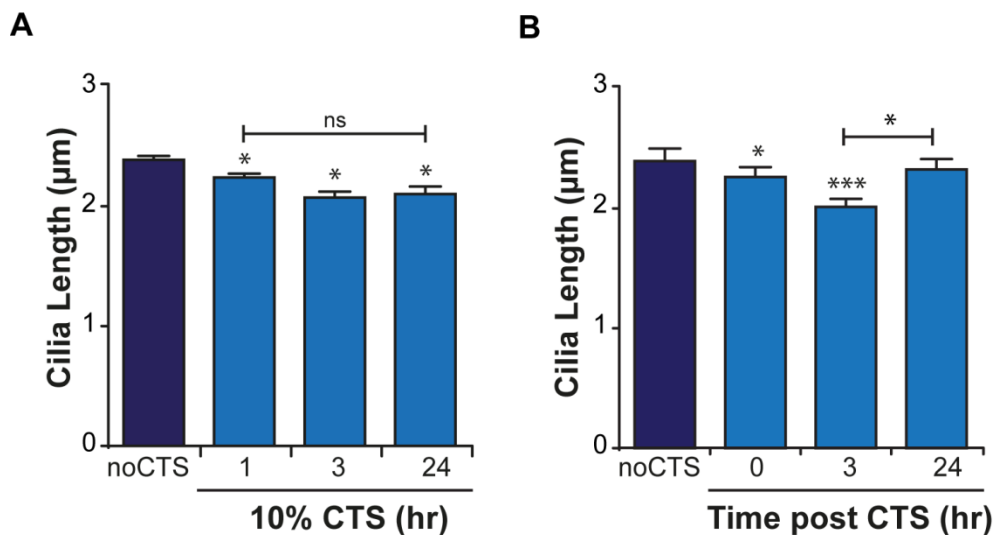 A
Cilia Length (µm)
3
2
1
0
ns
*
*
*
noCTS
1
3
24
10% CTS (hr)
B
Cilia Length (µm)
3
2
1
0
*
*
***
noCTS
0
3
24
Time post CTS (hr)